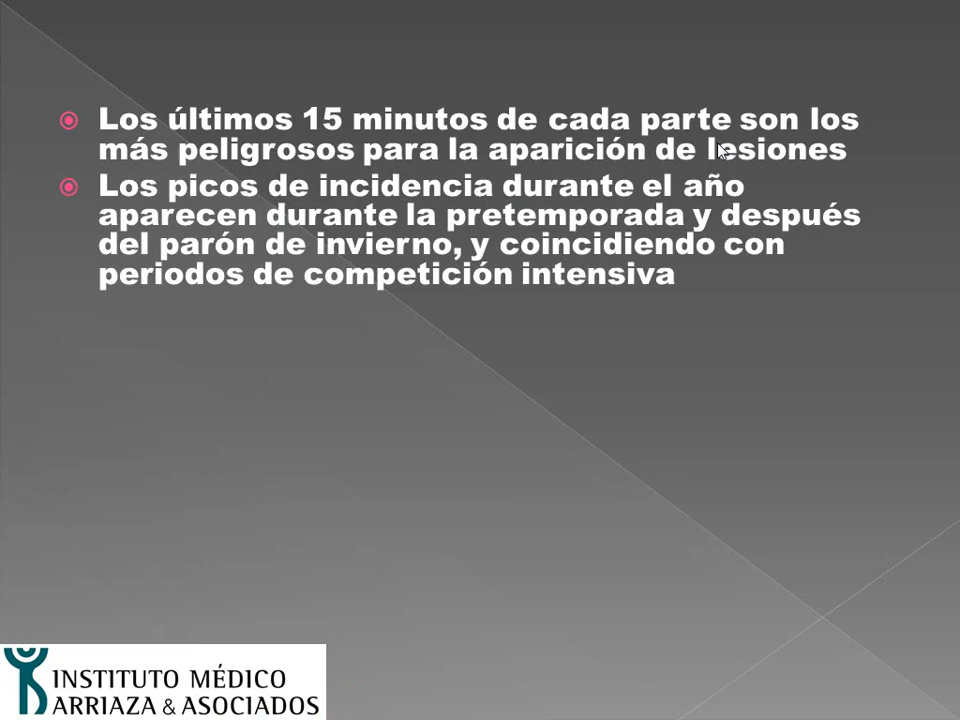 Los últimos 15 minutos de cada parte son los
más peligrosos para la aparición de lesiones
Los picos de incidencia durante el año
aparecen durante la pretemporada y después
del parón de invierno, y coincidiendo con
periodos de competición intensiva
INSTITUTO MÉDICO
ARRIAZA & ASOCIADOS